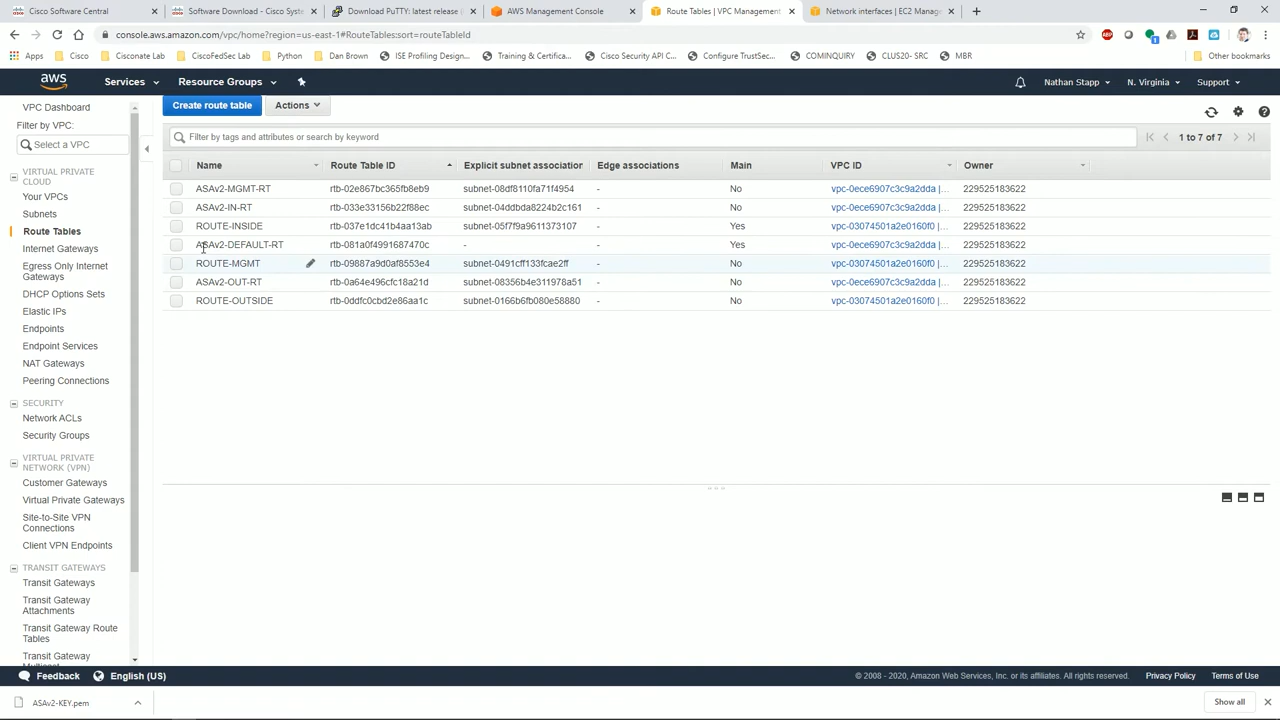 Cisco Software Central
Software Download - Cisco Syste
Download PuTTY: latest release (
AWS Management Console
Route Tables | VPC Management
Network interfaces | EC2 Manage
console.aws.amazon.com/vpc/home?region=us-east-1#RouteTables:sort=routeTableId
Apps Cisco Cisconate Lab CiscoFedSec Lab Python Dan Brown ISE Profiling Design... Training & Certifica... Cisco Security API C... Configure TrustSec... COMINQUIRY CLUS20- SRC MBR Other bookmarks
aws Services Resource Groups Nathan Stapp N. Virginia Support
VPC Dashboard
Filter by VPC:
Select a VPC
VIRTUAL PRIVATE
CLOUD
Your VPCs
Subnets
Route Tables
Internet Gateways
Egress Only Internet
Gateways
DHCP Options Sets
Elastic IPs
Endpoints
Endpoint Services
NAT Gateways
Peering Connections
SECURITY
Network ACLs
Security Groups
VIRTUAL PRIVATE
NETWORK (VPN)
Customer Gateways
Virtual Private Gateways
Site-to-Site VPN
Connections
Client VPN Endpoints
TRANSIT GATEWAYS
Transit Gateways
Transit Gateway
Attachments
Transit Gateway Route
Tables
Transit Gateway
Create route table Actions
Filter by tags and attributes or search by keyword
1 to 7 of 7
Name Route Table ID Explicit subnet association Edge associations Main VPC ID Owner
ASAv2-MGMT-RT rtb-02e867bc365fb8eb9 subnet-08df8110fa71f4954 - No vpc-0ece6907c3c9a2dda |... 229525183622
ASAv2-IN-RT rtb-033e33156b22f88ec subnet-04ddbda8224b2c161 - No vpc-0ece6907c3c9a2dda |... 229525183622
ROUTE-INSIDE rtb-037e1dc41b4aa13ab subnet-05f7f9a9611373107 - Yes vpc-03074501a2e0160f0 |... 229525183622
ASAv2-DEFAULT-RT rtb-081a0f4991687470c - - Yes vpc-0ece6907c3c9a2dda |... 229525183622
ROUTE-MGMT rtb-09887a9d0af8553e4 subnet-0491cff133fcae2ff - No vpc-03074501a2e0160f0 |... 229525183622
ASAv2-OUT-RT rtb-0a64e496cfc18a21d subnet-08356b4e311978a51 - No vpc-0ece6907c3c9a2dda |... 229525183622
ROUTE-OUTSIDE rtb-0ddfc0cbd2e86aa1c subnet-0166b6fb080e58880 - No vpc-03074501a2e0160f0 |... 229525183622
Feedback English (US) © 2008 - 2020, Amazon Web Services, Inc. or its affiliates. All rights reserved. Privacy Policy Terms of Use
ASAv2-KEY.pem Show all